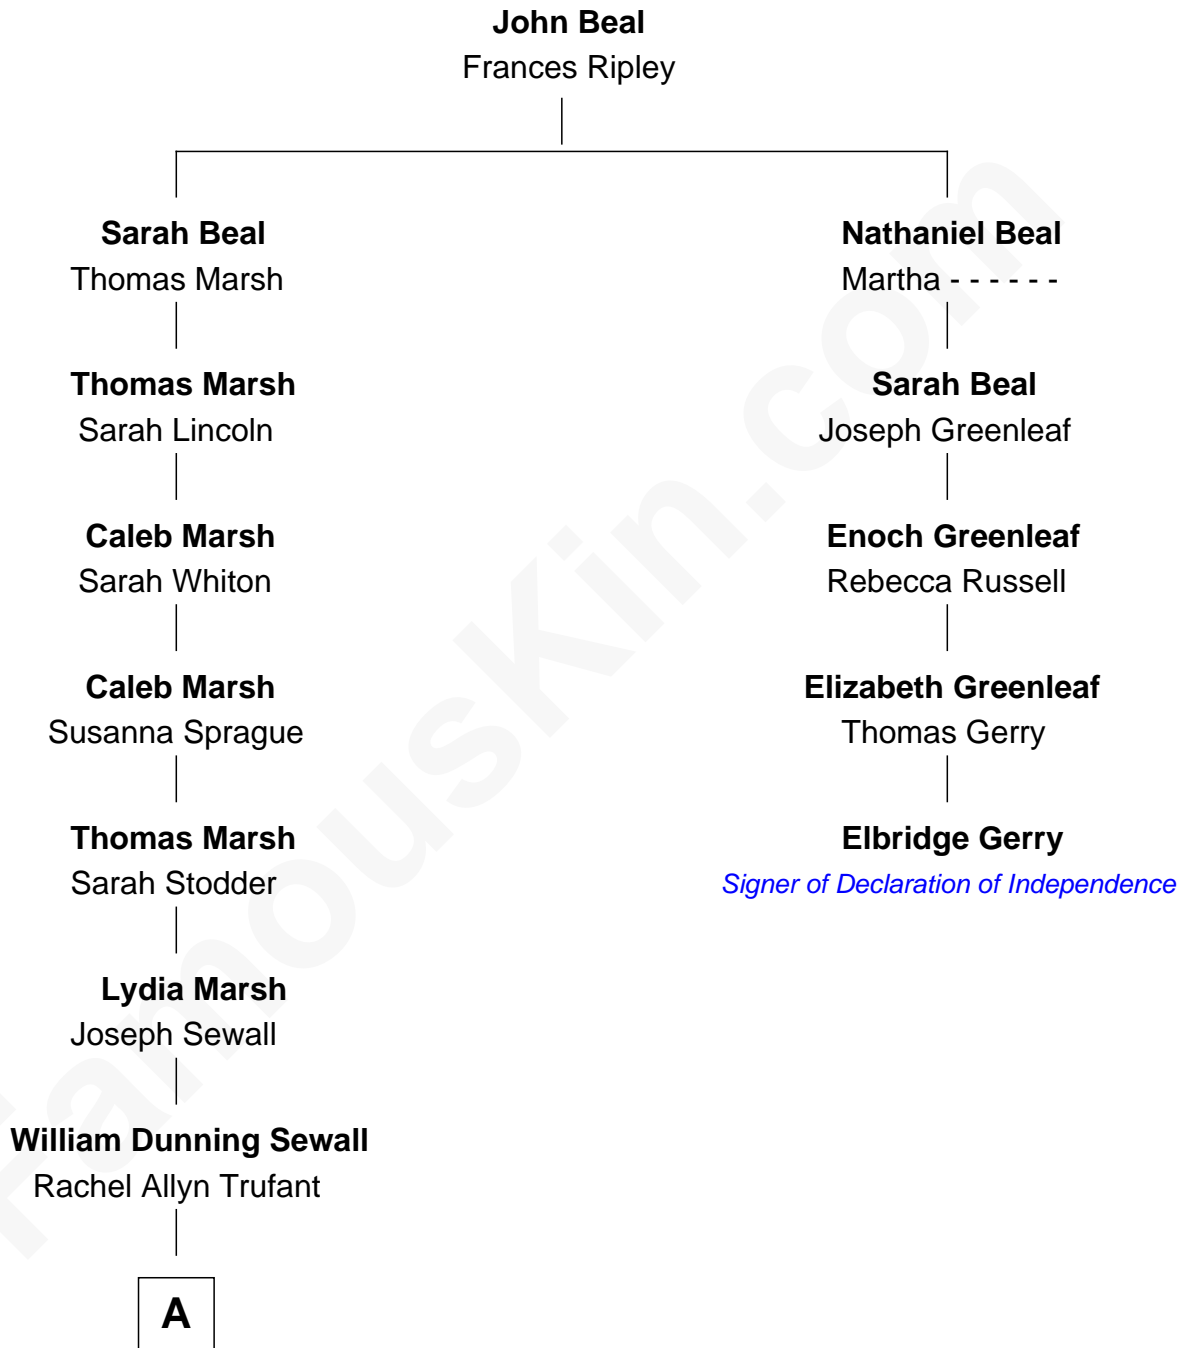 John Beal
Frances Ripley
Sarah Beal
Thomas Marsh
Thomas Marsh
Sarah Lincoln
Caleb Marsh
Sarah Whiton
Caleb Marsh
Susanna Sprague
Thomas Marsh
Sarah Stodder
Lydia Marsh
Joseph Sewall
William Dunning Sewall
Rachel Allyn Trufant
A
Nathaniel Beal
Martha - - - - - -
Sarah Beal
Joseph Greenleaf
Enoch Greenleaf
Rebecca Russell
Elizabeth Greenleaf
Thomas Gerry
Elbridge Gerry
Signer of Declaration of Independence
FamousKin.com